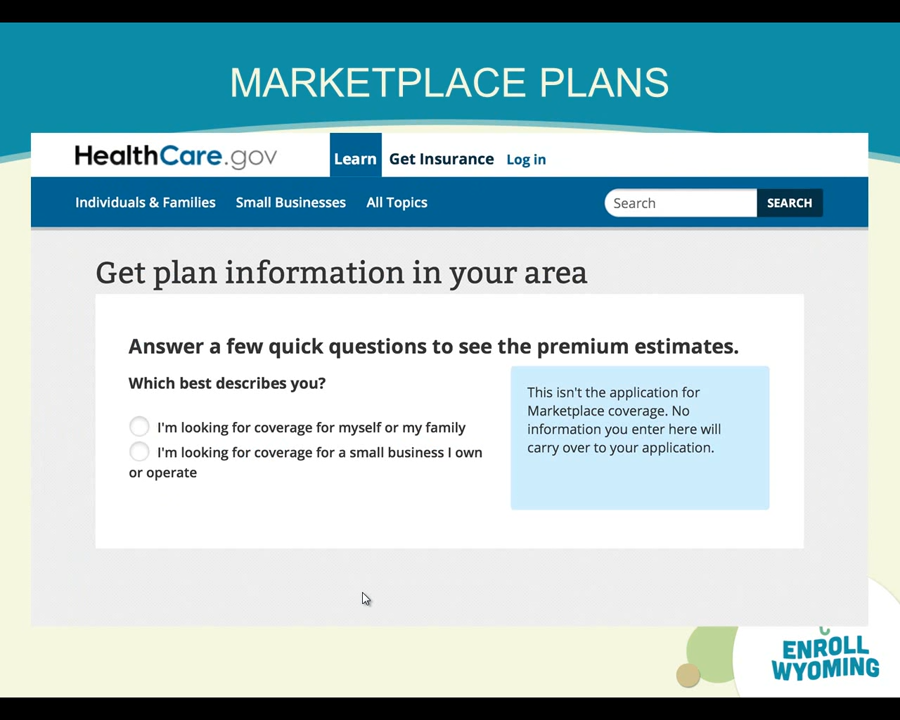 MARKETPLACE PLANS
HealthCare.gov
Learn
Get Insurance
Log in
Individuals & Families
Small Businesses
All Topics
Search
SEARCH
Get plan information in your area
Answer a few quick questions to see the premium estimates.
Which best describes you?
I'm looking for coverage for myself or my family
I'm looking for coverage for a small business I own
or operate
This isn't the application for
Marketplace coverage. No
information you enter here will
carry over to your application.
ENROLL
WYOMING